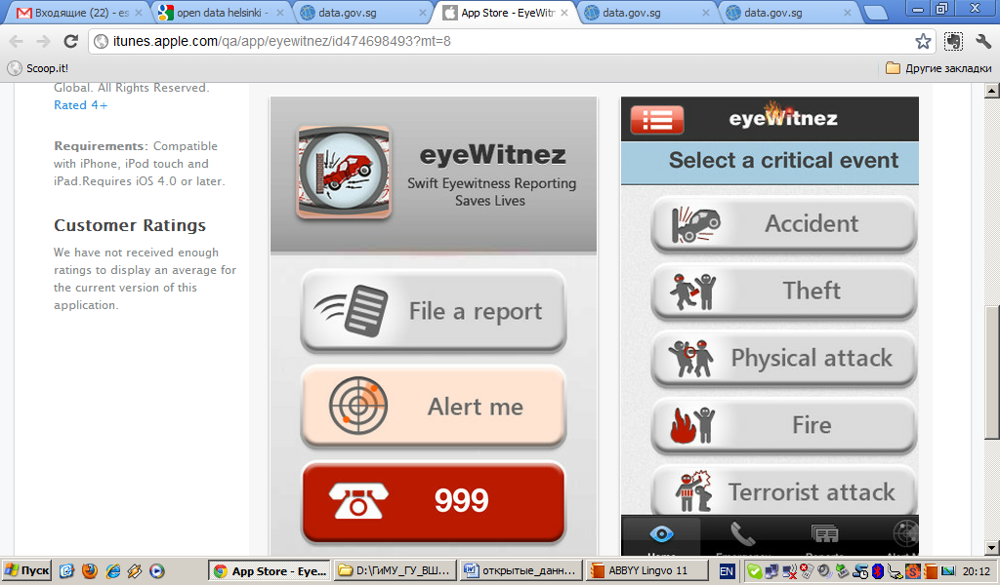 Входящие (22) - es
open data helsinki -
data.gov.sg
App Store - EyeWitn
data.gov.sg
data.gov.sg
itunes.apple.com/qa/app/eyewitnez/id474698493?mt=8
Scoop.it!
Другие закладки
Global. All Rights Reserved.
Rated 4+
Requirements: Compatible
with iPhone, iPod touch and
iPad.Requires iOS 4.0 or later.
Customer Ratings
We have not received enough
ratings to display an average for
the current version of this
application.
eyeWitnez
Swift Eyewitness Reporting
Saves Lives
File a report
Alert me
999
eyeWitnez
Select a critical event
Accident
Theft
Physical attack
Fire
Terrorist attack
Пуск
App Store - Eye...
D:\ГиМУ_ГУ_ВШ...
открытые_данн...
ABBYY Lingvo 11
EN
20:12